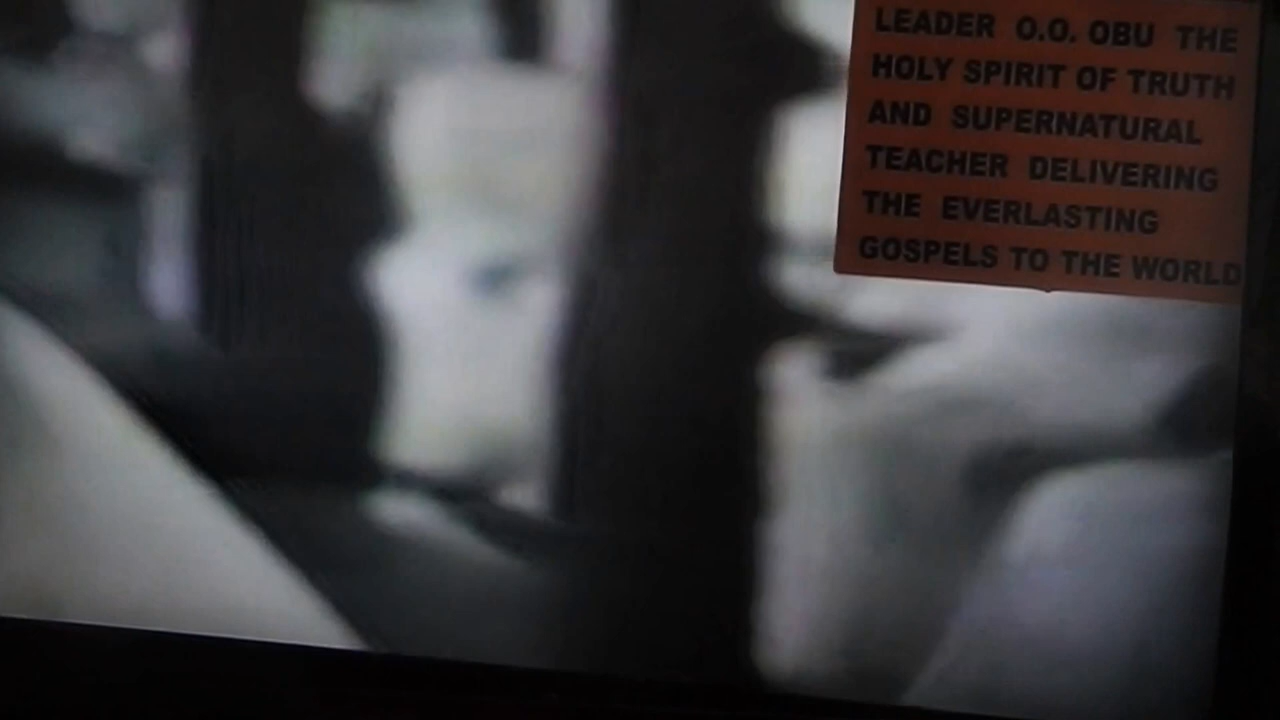 LEADER O.O. OBU THE
HOLY SPIRIT OF TRUTH
AND SUPERNATURAL
TEACHER DELIVERING
THE EVERLASTING
GOSPELS TO THE WORLD